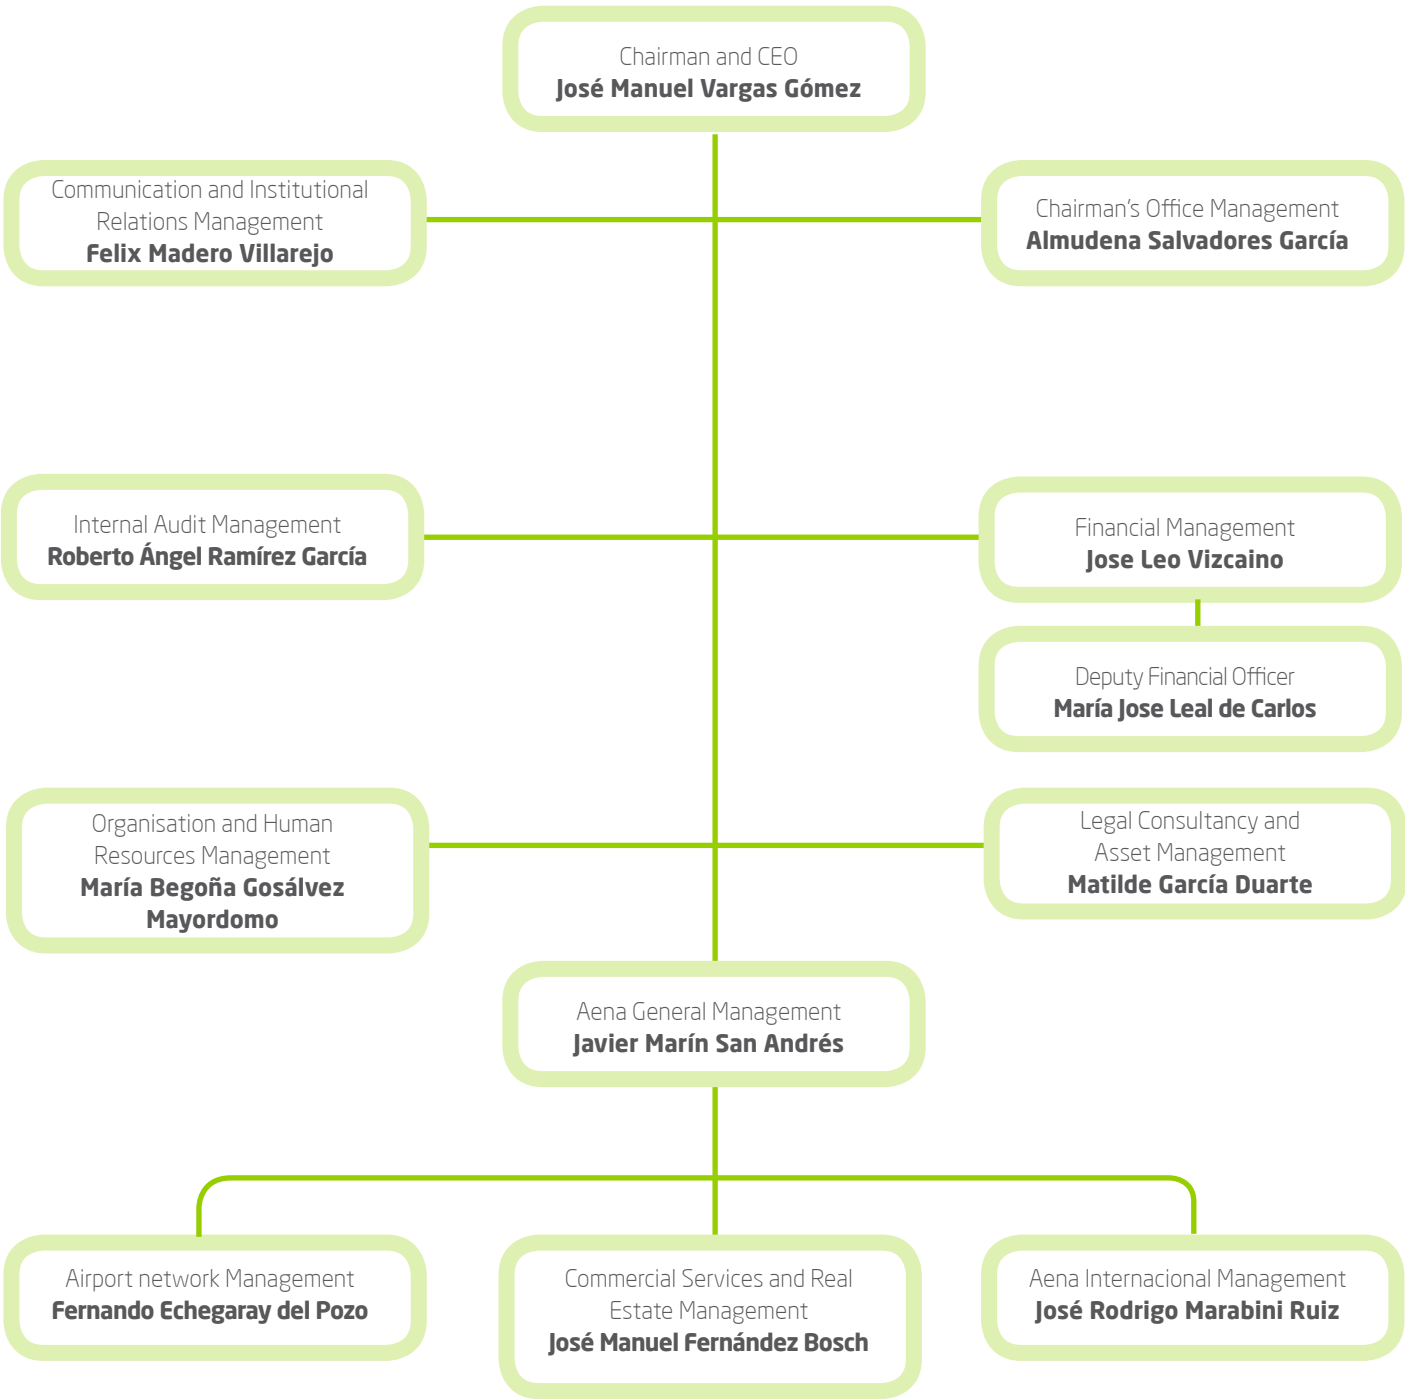 Chairman and CEO
José Manuel Vargas Gómez
Communication and Institutional
Relations Management
Felix Madero Villarejo
Chairman's Office Management
Almudena Salvadores García
Internal Audit Management
Roberto Ángel Ramírez García
Financial Management
Jose Leo Vizcaino
Deputy Financial Officer
María Jose Leal de Carlos
Organisation and Human
Resources Management
María Begoña Gosálvez
Mayordomo
Legal Consultancy and
Asset Management
Matilde García Duarte
Aena General Management
Javier Marín San Andrés
Airport network Management
Fernando Echegaray del Pozo
Commercial Services and Real
Estate Management
José Manuel Fernández Bosch
Aena Internacional Management
José Rodrigo Marabini Ruiz